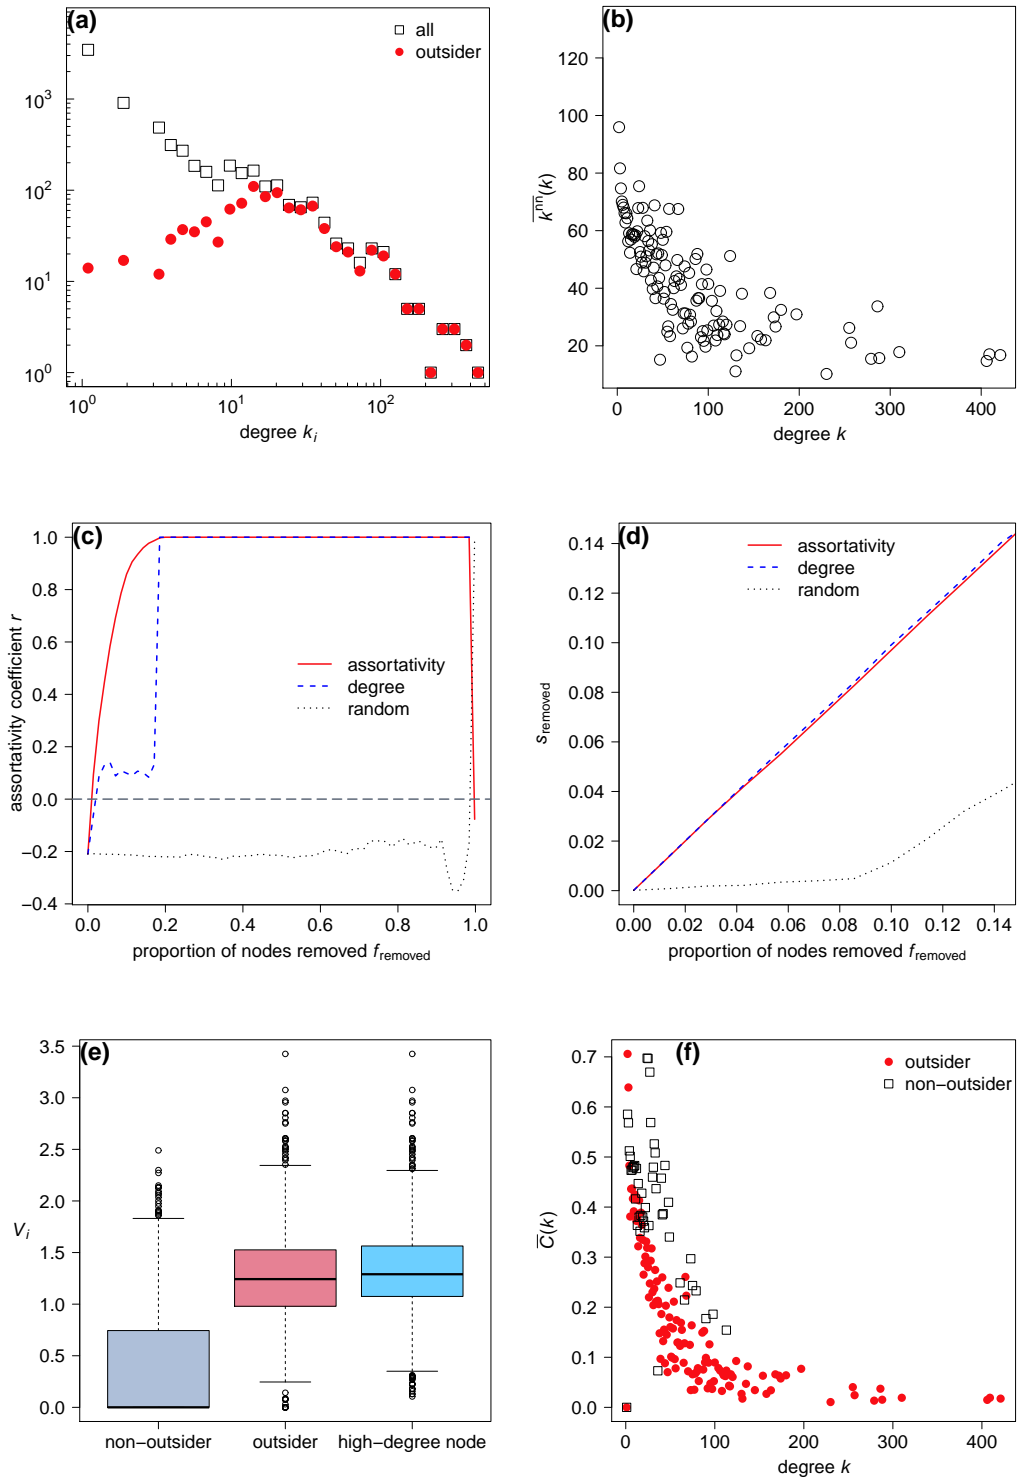 (a)
all
outsider
10^3
10^2
10^1
10^0
10^0 10^1 10^2
degree k_i
(b)
120
100
80
60
40
20
k^nn(k)
0 100 200 300 400
degree k
(c)
1.0
0.8
0.6
0.4
0.2
0.0
−0.2
−0.4
assortativity coefficient r
assortativity
degree
random
0.0 0.2 0.4 0.6 0.8 1.0
proportion of nodes removed f_removed
(d)
0.14
0.12
0.10
0.08
0.06
0.04
0.02
0.00
s_removed
assortativity
degree
random
0.00 0.02 0.04 0.06 0.08 0.10 0.12 0.14
proportion of nodes removed f_removed
(e)
3.5
3.0
2.5
2.0
1.5
1.0
0.5
0.0
V_i
non−outsider outsider high−degree node
(f)
outsider
non−outsider
0.7
0.6
0.5
0.4
0.3
0.2
0.1
0.0
C(k)
0 100 200 300 400
degree k